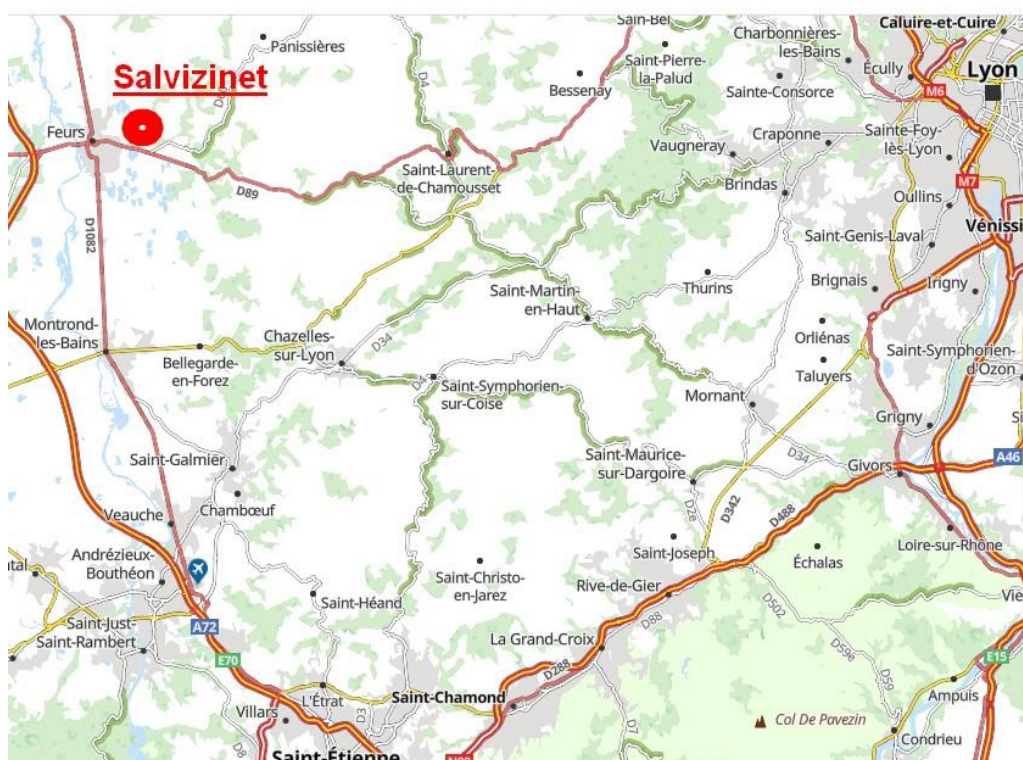 Sain-Bel
Caluire-et-Cuire
Panissières
Charbonnières-
les-Bains
Saint-Pierre-
la-Palud
Écully
Lyon
Salvizinet
D4
Bessenay
Sainte-Consorce
M6
Feurs
Craponne
Sainte-Foy-
lès-Lyon
Vaugneray
Saint-Laurent-
de-Chamousset
D89
Brindas
M7
Oullins
D1082
Vénissi
Saint-Genis-Laval
Saint-Martin-
en-Haut
Thurins
Brignais
Irigny
Montrond-
les-Bains
Chazelles-
sur-Lyon
D34
Orliénas
Bellegarde-
en-Forez
Saint-Symphorien-
d'Ozon
Taluyers
D4
Saint-Symphorien-
sur-Coise
Mornant
Grigny
Saint-Galmier
Saint-Maurice-
sur-Dargoire
D34
Givors
A46
Chambœuf
Veauche
D2e
D342
D488
Saint-Joseph
Loire-sur-Rhône
Andrézieux-
Bouthéon
Échalas
Saint-Christo-
en-Jarez
Rive-de-Gier
Saint-Héand
D502
A72
Saint-Just-
Saint-Rambert
D88
La Grand-Croix
D59e
E70
E15
D288
D59
L'Étrat
Saint-Chamond
Ampuis
Villars
D3
Col De Pavezin
D8
D7
Condrieu
Saint-Étienne